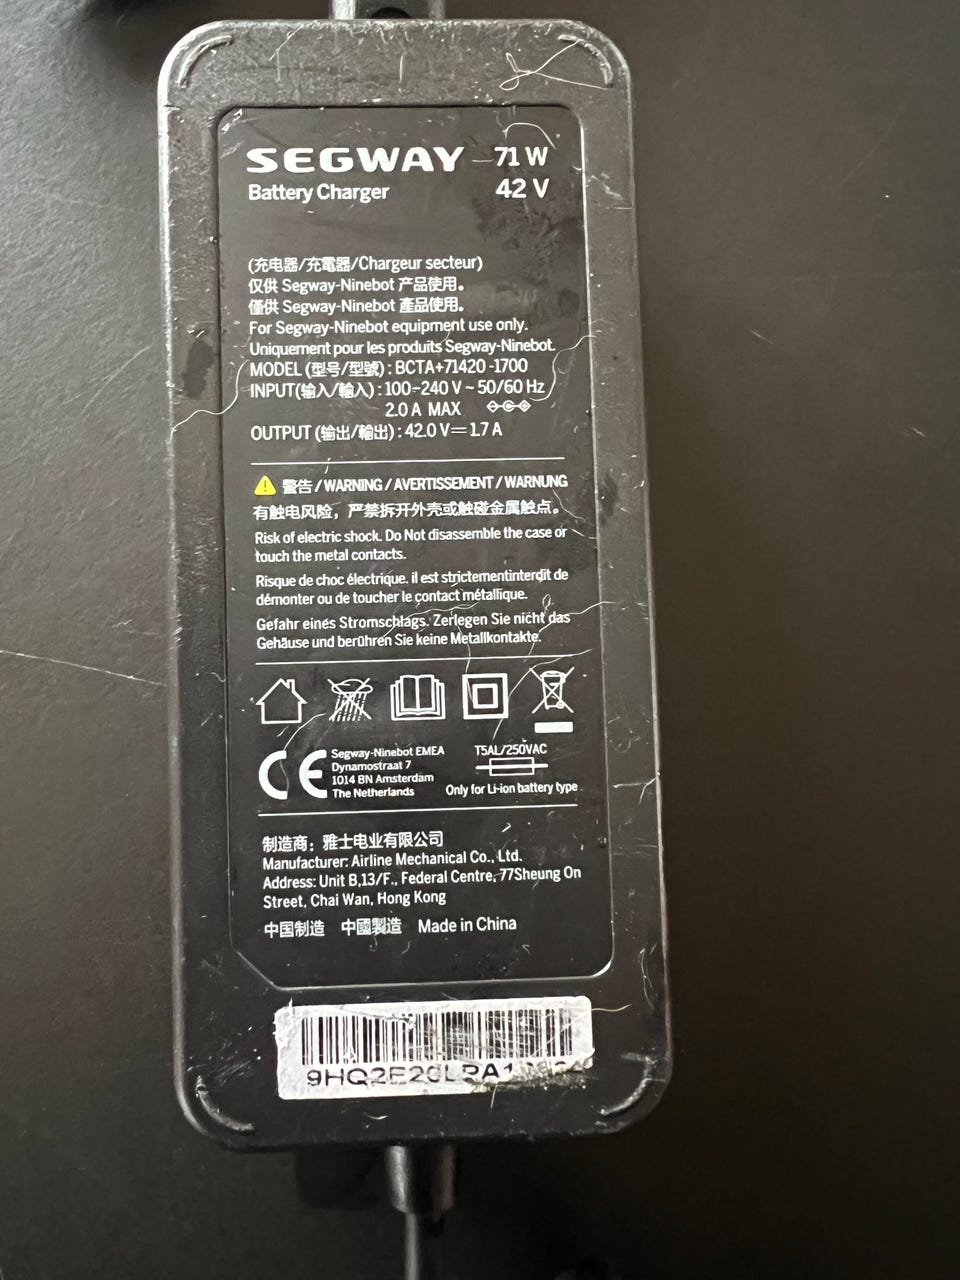 SEGWAY 71 W
Battery Charger 42 V
(充电器/充電器/Chargeur secteur)
仅供 Segway-Ninebot 产品使用。
僅供 Segway-Ninebot 產品使用。
For Segway-Ninebot equipment use only.
Uniquement pour les produits Segway-Ninebot.
MODEL (型号/型號) : BCTA+71420 -1700
INPUT(输入/輸入) : 100-240 V ~ 50/60 Hz
2.0 A MAX
OUTPUT (输出/輸出) : 42.0 V⎓1.7 A
警告 / WARNING / AVERTISSEMENT / WARNUNG
有触电风险，严禁拆开外壳或触碰金属触点。
Risk of electric shock. Do Not disassemble the case or
touch the metal contacts.
Risque de choc électrique. il est strictementinterdit de
démonter ou de toucher le contact métallique.
Gefahr eines Stromschlags. Zerlegen Sie nicht das
Gehäuse und berühren Sie keine Metallkontakte.
CE
Segway-Ninebot EMEA
Dynamostraat 7
1014 BN Amsterdam
The Netherlands
T5AL/250VAC
Only for Li-ion battery type
制造商：雅士电业有限公司
Manufacturer: Airline Mechanical Co., Ltd.
Address: Unit B,13/F., Federal Centre, 77Sheung On
Street, Chai Wan, Hong Kong
中国制造 中國製造 Made in China